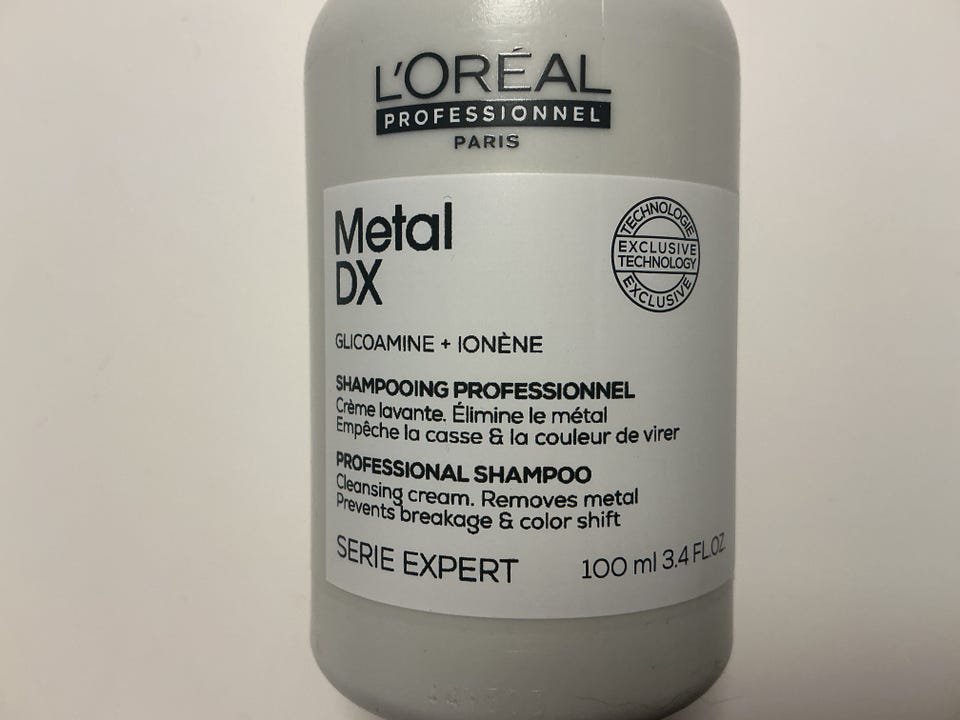 L'ORÉAL
PROFESSIONNEL
PARIS
Metal
DX
TECHNOLOGIE
EXCLUSIVE
TECHNOLOGY
EXCLUSIVE
GLICOAMINE + IONÈNE
SHAMPOOING PROFESSIONNEL
Crème lavante. Élimine le métal
Empêche la casse & la couleur de virer
PROFESSIONAL SHAMPOO
Cleansing cream. Removes metal
Prevents breakage & color shift
SERIE EXPERT
100 ml 3.4 FL.OZ.